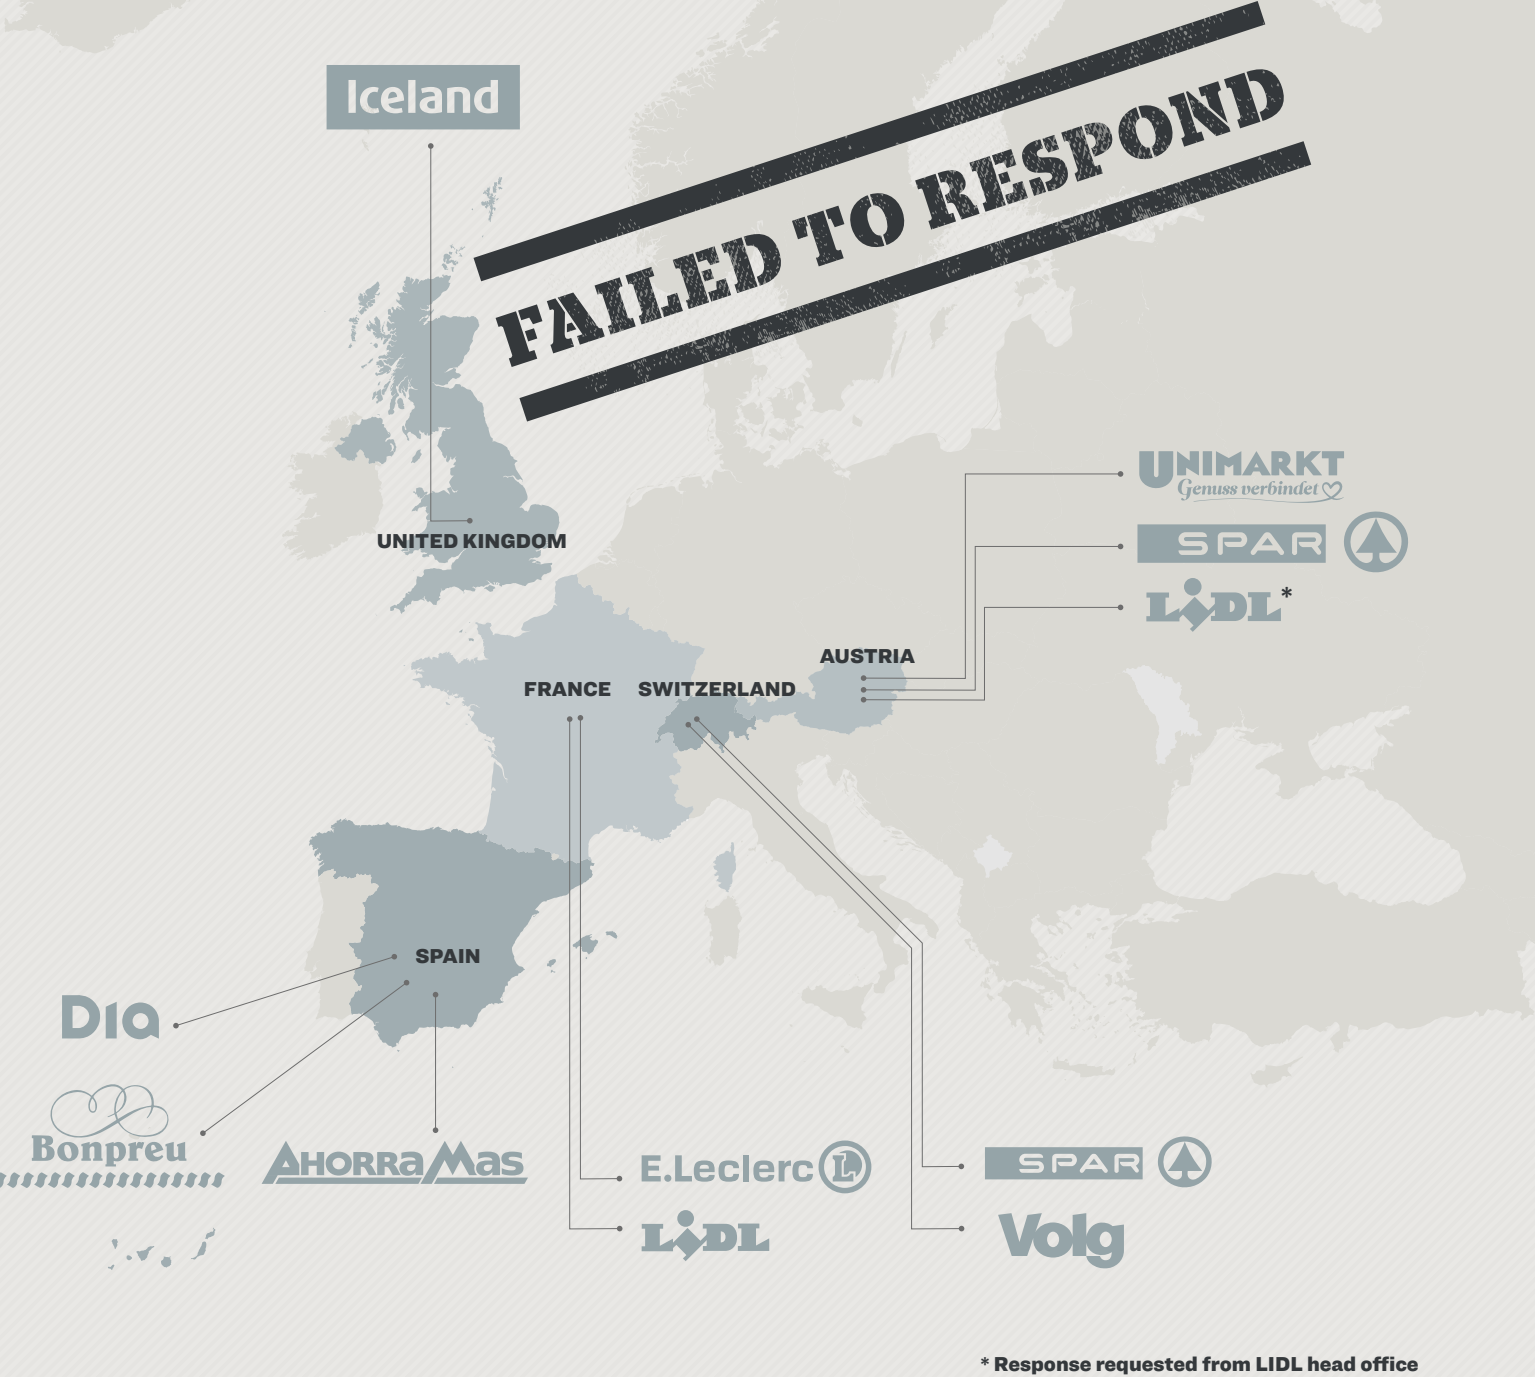 Iceland
FAILED TO RESPOND
UNIMARKT
Genuss verbindet
SPAR
LIDL*
UNITED KINGDOM
AUSTRIA
FRANCE
SWITZERLAND
SPAIN
Dia
Bonpreu
AHORRAMAS
E.Leclerc L
LIDL
SPAR
Volg
* Response requested from LIDL head office